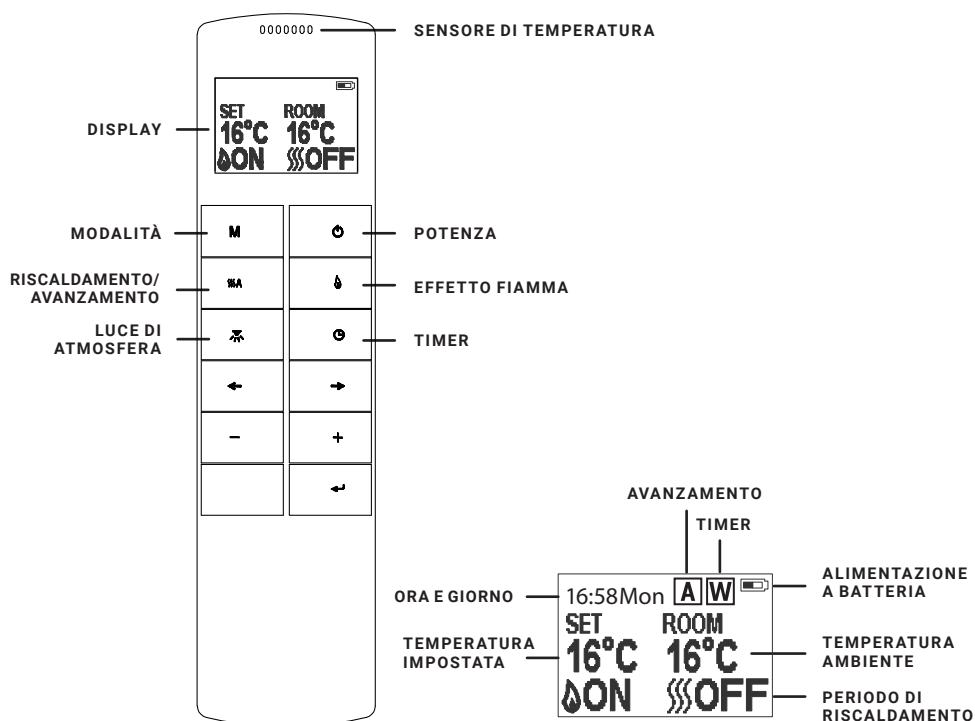 0000000
SENSORE DI TEMPERATURA
DISPLAY
SET ROOM
16°C 16°C
ON OFF
MODALITÀ
M
POTENZA
RISCALDAMENTO/
AVANZAMENTO
A
EFFETTO FIAMMA
LUCE DI
ATMOSFERA
TIMER
-
+
AVANZAMENTO
TIMER
ORA E GIORNO
16:58Mon A W
ALIMENTAZIONE
A BATTERIA
TEMPERATURA
IMPOSTATA
SET ROOM
16°C 16°C
TEMPERATURA
AMBIENTE
ON OFF
PERIODO DI
RISCALDAMENTO